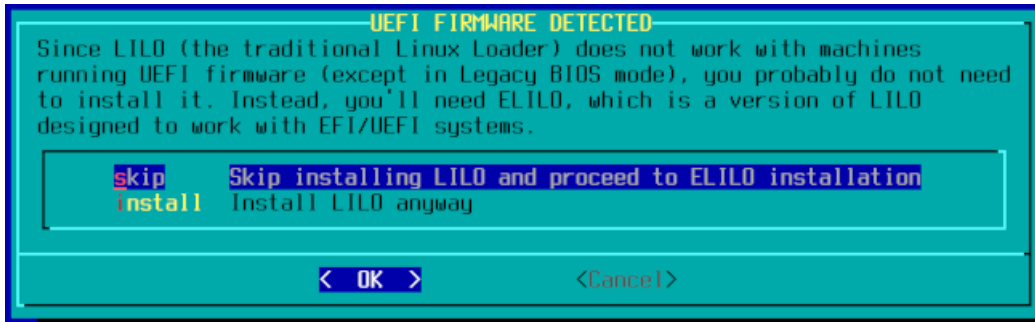 UEFI FIRMWARE DETECTED
Since LILO (the traditional Linux Loader) does not work with machines
running UEFI firmware (except in Legacy BIOS mode), you probably do not need
to install it. Instead, you'll need ELILO, which is a version of LILO
designed to work with EFI/UEFI systems.
skip Skip installing LILO and proceed to ELILO installation
install Install LILO anyway
< OK > <Cancel>